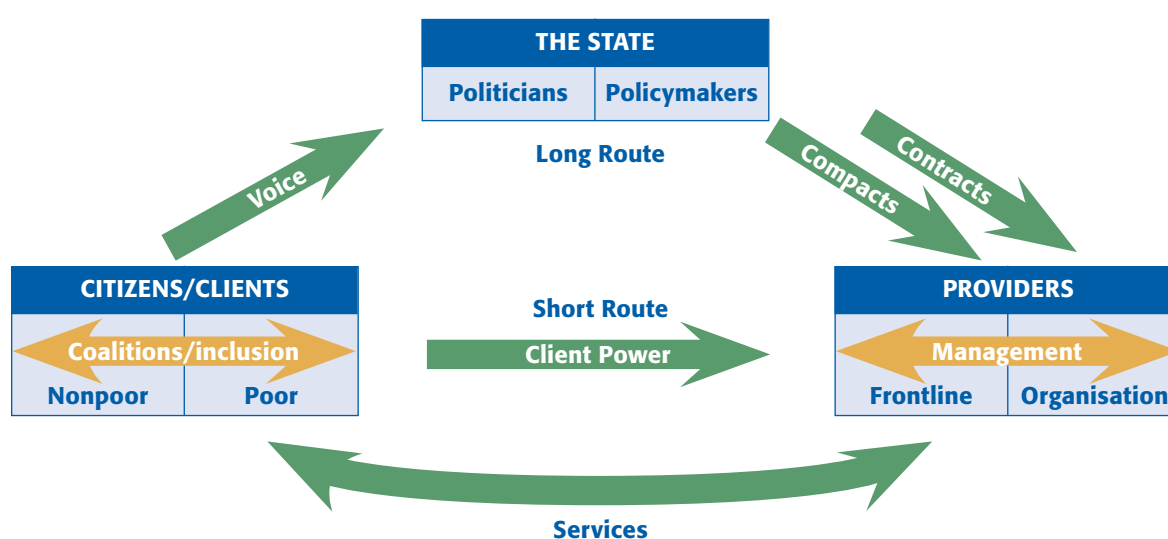 THE STATE
Politicians Policymakers
Long Route
Voice
Compacts
Contracts
CITIZENS/CLIENTS
Coalitions/inclusion
Nonpoor Poor
Short Route
Client Power
PROVIDERS
Management
Frontline Organisation
Services